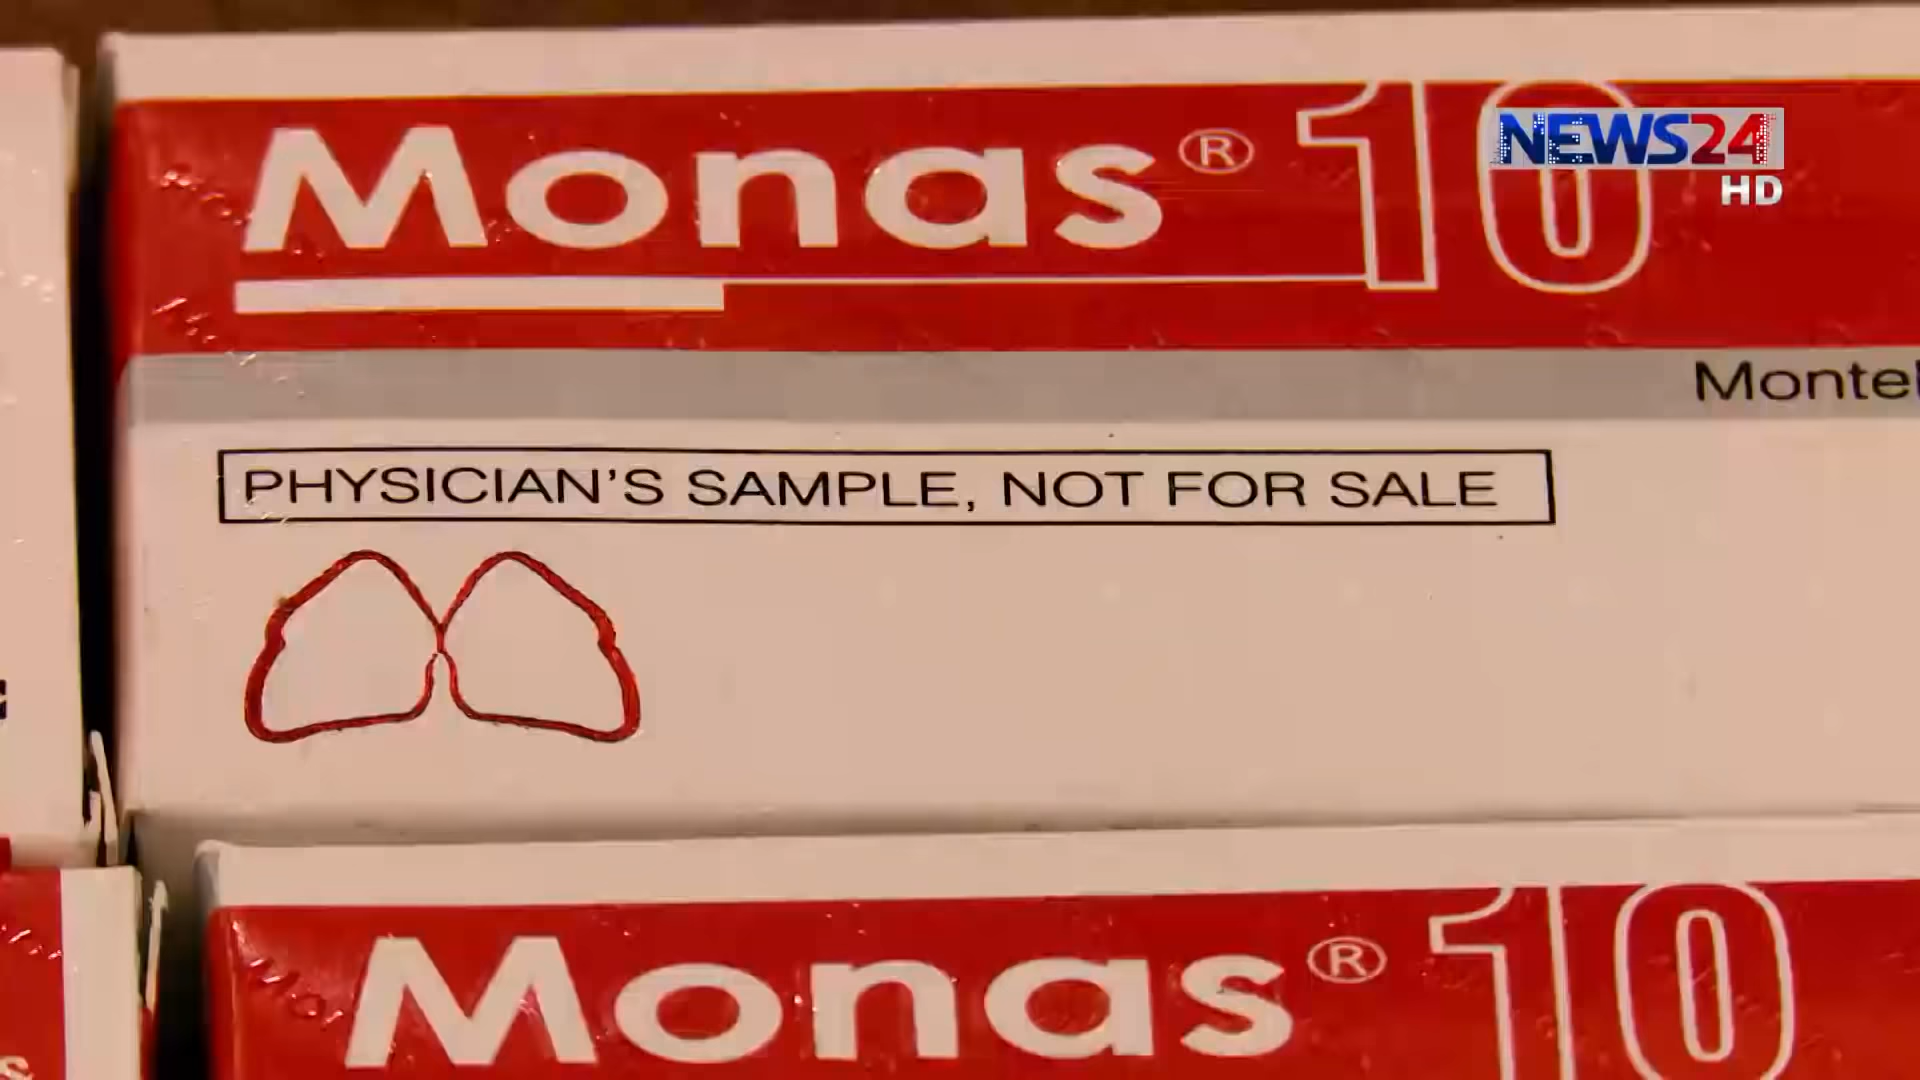 Monas® 10
NEWS24
HD
Montel
PHYSICIAN'S SAMPLE, NOT FOR SALE
Monas® 10
s